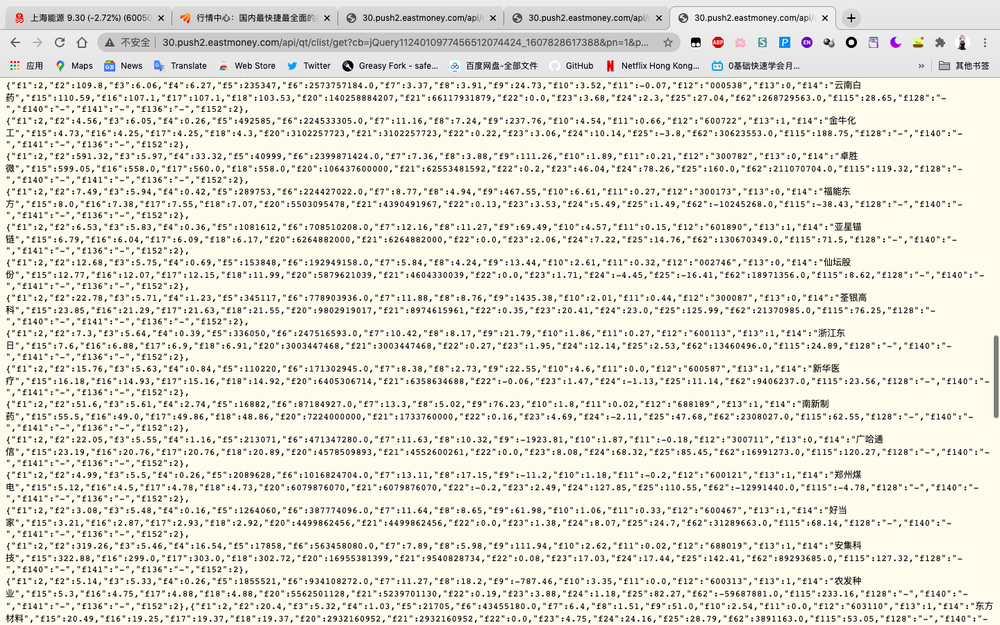 上海能源 9.30 (-2.72%) (6005
行情中心：国内最快捷最全面的
30.push2.eastmoney.com/api/
30.push2.eastmoney.com/api/
30.push2.eastmoney.com/api/
不安全 30.push2.eastmoney.com/api/qt/clist/get?cb=jQuery1124010977456512074424_1607828617388&pn=1&p...
应用 Maps News Translate Web Store Twitter Greasy Fork - safe... 百度网盘-全部文件 GitHub Netflix Hong Kong... 0基础快速学会月... » 其他书签
{"f1":2,"f2":109.8,"f3":6.06,"f4":6.27,"f5":235347,"f6":2573757184.0,"f7":3.37,"f8":3.91,"f9":24.73,"f10":3.52,"f11":-0.07,"f12":"000538","f13":0,"f14":"云南白
药","f15":110.59,"f16":107.1,"f17":107.1,"f18":103.53,"f20":140258884207,"f21":66117931879,"f22":0.0,"f23":3.68,"f24":2.3,"f25":27.04,"f62":268729563.0,"f115":28.65,"f128":"-
","f140":"-","f141":"-","f136":"-","f152":2},
{"f1":2,"f2":4.56,"f3":6.05,"f4":0.26,"f5":492585,"f6":224533305.0,"f7":11.16,"f8":7.24,"f9":237.76,"f10":4.54,"f11":0.66,"f12":"600722","f13":1,"f14":"金牛化
工","f15":4.73,"f16":4.25,"f17":4.25,"f18":4.3,"f20":3102257723,"f21":3102257723,"f22":0.22,"f23":3.06,"f24":10.14,"f25":-3.8,"f62":30623553.0,"f115":188.75,"f128":"-","f140":"-
","f141":"-","f136":"-","f152":2},
{"f1":2,"f2":591.32,"f3":5.97,"f4":33.32,"f5":40999,"f6":2399871424.0,"f7":7.36,"f8":3.88,"f9":111.26,"f10":1.89,"f11":0.21,"f12":"300782","f13":0,"f14":"卓胜
微","f15":599.05,"f16":558.0,"f17":560.0,"f18":558.0,"f20":106437600000,"f21":62553481592,"f22":0.2,"f23":46.04,"f24":78.26,"f25":160.0,"f62":211070704.0,"f115":119.32,"f128":"-
","f140":"-","f141":"-","f136":"-","f152":2},
{"f1":2,"f2":7.49,"f3":5.94,"f4":0.42,"f5":289753,"f6":224427022.0,"f7":8.77,"f8":4.94,"f9":467.55,"f10":6.61,"f11":0.27,"f12":"300173","f13":0,"f14":"福能东
方","f15":8.0,"f16":7.38,"f17":7.55,"f18":7.07,"f20":5503095478,"f21":4390491967,"f22":0.13,"f23":3.53,"f24":5.49,"f25":1.49,"f62":-10245268.0,"f115":-38.43,"f128":"-","f140":"-
","f141":"-","f136":"-","f152":2},
{"f1":2,"f2":6.53,"f3":5.83,"f4":0.36,"f5":1081612,"f6":708510208.0,"f7":12.16,"f8":11.27,"f9":69.49,"f10":4.57,"f11":0.15,"f12":"601890","f13":1,"f14":"亚星锚
链","f15":6.79,"f16":6.04,"f17":6.09,"f18":6.17,"f20":6264882000,"f21":6264882000,"f22":0.0,"f23":2.06,"f24":7.22,"f25":14.76,"f62":130670349.0,"f115":71.5,"f128":"-","f140":"-
","f141":"-","f136":"-","f152":2},
{"f1":2,"f2":12.68,"f3":5.75,"f4":0.69,"f5":153848,"f6":192949158.0,"f7":5.84,"f8":4.24,"f9":13.44,"f10":2.61,"f11":0.32,"f12":"002746","f13":0,"f14":"仙坛股
份","f15":12.77,"f16":12.07,"f17":12.15,"f18":11.99,"f20":5879621039,"f21":4604330039,"f22":0.0,"f23":1.71,"f24":-4.45,"f25":-16.41,"f62":18971356.0,"f115":8.62,"f128":"-","f140":"-
","f141":"-","f136":"-","f152":2},
{"f1":2,"f2":22.78,"f3":5.71,"f4":1.23,"f5":345117,"f6":778903936.0,"f7":11.88,"f8":8.76,"f9":1435.38,"f10":2.01,"f11":0.44,"f12":"300087","f13":0,"f14":"荃银高
科","f15":23.85,"f16":21.29,"f17":21.63,"f18":21.55,"f20":9802919017,"f21":8974615961,"f22":0.35,"f23":20.41,"f24":23.0,"f25":125.99,"f62":21370985.0,"f115":76.25,"f128":"-
","f140":"-","f141":"-","f136":"-","f152":2},
{"f1":2,"f2":7.3,"f3":5.64,"f4":0.39,"f5":336050,"f6":247516593.0,"f7":10.42,"f8":8.17,"f9":21.79,"f10":1.86,"f11":0.27,"f12":"600113","f13":1,"f14":"浙江东
日","f15":7.6,"f16":6.88,"f17":6.9,"f18":6.91,"f20":3003447468,"f21":3003447468,"f22":0.27,"f23":1.95,"f24":12.14,"f25":2.53,"f62":13460496.0,"f115":24.89,"f128":"-","f140":"-
","f141":"-","f136":"-","f152":2},
{"f1":2,"f2":15.76,"f3":5.63,"f4":0.84,"f5":110220,"f6":171302945.0,"f7":8.38,"f8":2.73,"f9":22.55,"f10":4.6,"f11":0.0,"f12":"600587","f13":1,"f14":"新华医
疗","f15":16.18,"f16":14.93,"f17":15.16,"f18":14.92,"f20":6405306714,"f21":6358634688,"f22":-0.06,"f23":1.47,"f24":-1.13,"f25":11.14,"f62":9406237.0,"f115":23.56,"f128":"-","f140":"-
","f141":"-","f136":"-","f152":2},
{"f1":2,"f2":51.6,"f3":5.61,"f4":2.74,"f5":16882,"f6":87184927.0,"f7":13.3,"f8":5.02,"f9":76.23,"f10":1.8,"f11":0.02,"f12":"688189","f13":1,"f14":"南新制
药","f15":55.5,"f16":49.0,"f17":49.86,"f18":48.86,"f20":7224000000,"f21":1733760000,"f22":0.16,"f23":4.69,"f24":-2.11,"f25":47.68,"f62":2308027.0,"f115":62.55,"f128":"-","f140":"-
","f141":"-","f136":"-","f152":2},
{"f1":2,"f2":22.05,"f3":5.55,"f4":1.16,"f5":213071,"f6":471347280.0,"f7":11.63,"f8":10.32,"f9":-1923.81,"f10":1.87,"f11":-0.18,"f12":"300711","f13":0,"f14":"广哈通
信","f15":23.19,"f16":20.76,"f17":20.76,"f18":20.89,"f20":4578509893,"f21":4552600261,"f22":0.0,"f23":8.08,"f24":68.32,"f25":85.45,"f62":16991273.0,"f115":120.27,"f128":"-","f140":"-
","f141":"-","f136":"-","f152":2},
{"f1":2,"f2":4.99,"f3":5.5,"f4":0.26,"f5":2089628,"f6":1016824704.0,"f7":13.11,"f8":17.15,"f9":-11.2,"f10":1.18,"f11":-0.2,"f12":"600121","f13":1,"f14":"郑州煤
电","f15":5.12,"f16":4.5,"f17":4.78,"f18":4.73,"f20":6079876070,"f21":6079876070,"f22":-0.2,"f23":2.49,"f24":127.85,"f25":110.55,"f62":-12991440.0,"f115":-4.78,"f128":"-","f140":"-
","f141":"-","f136":"-","f152":2},
{"f1":2,"f2":3.08,"f3":5.48,"f4":0.16,"f5":1264060,"f6":387774096.0,"f7":11.64,"f8":8.65,"f9":61.98,"f10":1.06,"f11":0.33,"f12":"600467","f13":1,"f14":"好当
家","f15":3.21,"f16":2.87,"f17":2.93,"f18":2.92,"f20":4499862456,"f21":4499862456,"f22":0.0,"f23":1.38,"f24":8.07,"f25":24.7,"f62":31289663.0,"f115":68.14,"f128":"-","f140":"-
","f141":"-","f136":"-","f152":2},
{"f1":2,"f2":319.26,"f3":5.46,"f4":16.54,"f5":17858,"f6":563458080.0,"f7":7.89,"f8":5.98,"f9":111.94,"f10":2.62,"f11":0.02,"f12":"688019","f13":1,"f14":"安集科
技","f15":322.88,"f16":299.0,"f17":303.0,"f18":302.72,"f20":16955381399,"f21":9540828734,"f22":0.08,"f23":17.03,"f24":17.44,"f25":142.41,"f62":89293685.0,"f115":127.32,"f128":"-
","f140":"-","f141":"-","f136":"-","f152":2},
{"f1":2,"f2":5.14,"f3":5.33,"f4":0.26,"f5":1855521,"f6":934108272.0,"f7":11.27,"f8":18.2,"f9":-787.46,"f10":3.35,"f11":0.0,"f12":"600313","f13":1,"f14":"农发种
业","f15":5.3,"f16":4.75,"f17":4.88,"f18":4.88,"f20":5562501128,"f21":5239701130,"f22":0.19,"f23":3.88,"f24":1.18,"f25":82.27,"f62":-59687881.0,"f115":233.16,"f128":"-","f140":"-
","f141":"-","f136":"-","f152":2},{"f1":2,"f2":20.4,"f3":5.32,"f4":1.03,"f5":21705,"f6":43455180.0,"f7":6.4,"f8":1.51,"f9":51.0,"f10":2.54,"f11":0.0,"f12":"603110","f13":1,"f14":"东方
材料","f15":20.49,"f16":19.25,"f17":19.37,"f18":19.37,"f20":2932160952,"f21":2932160952,"f22":0.0,"f23":4.75,"f24":24.16,"f25":28.79,"f62":3891163.0,"f115":53.05,"f128":"-","f140":"-